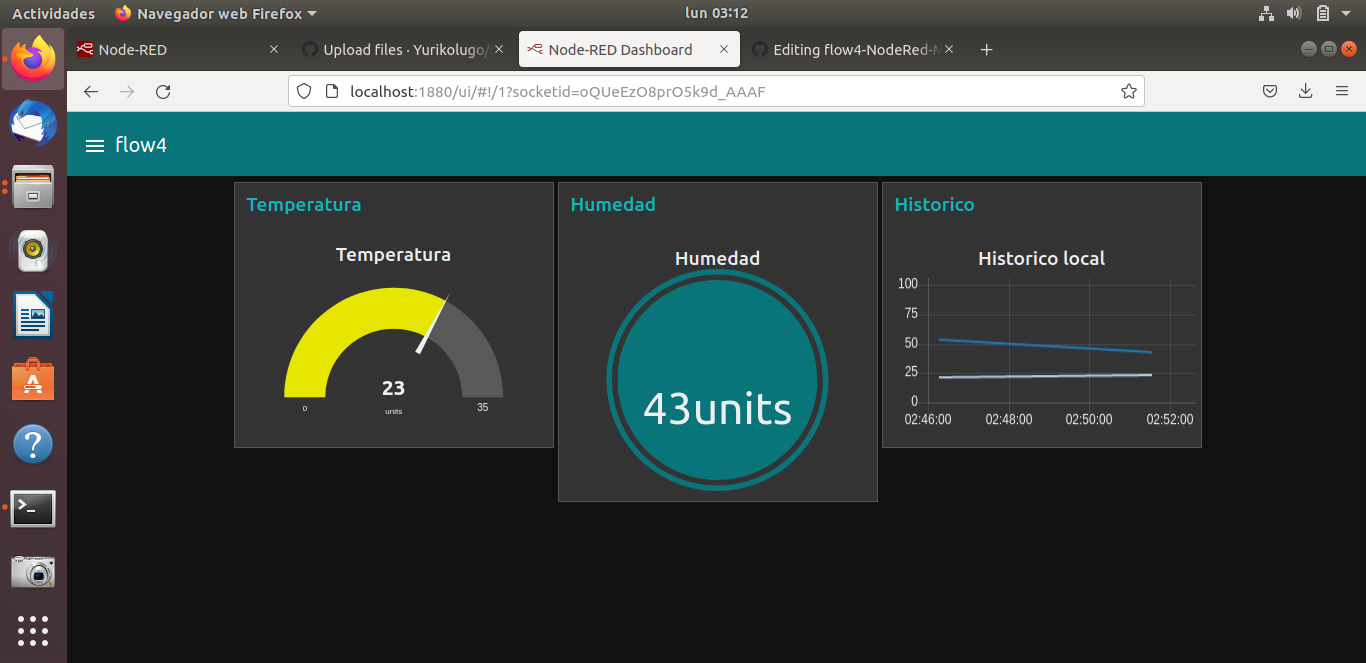 Actividades Navegador web Firefox lun 03:12
Node-RED
Upload files · Yurikolugo/
Node-RED Dashboard
Editing flow4-NodeRed-M
localhost:1880/ui/#!/1?socketid=oQUeEzO8prO5k9d_AAAF
flow4
Temperatura
Temperatura
23
units
0
35
Humedad
Humedad
43units
Historico
Historico local
100
75
50
25
0
02:46:00 02:48:00 02:50:00 02:52:00